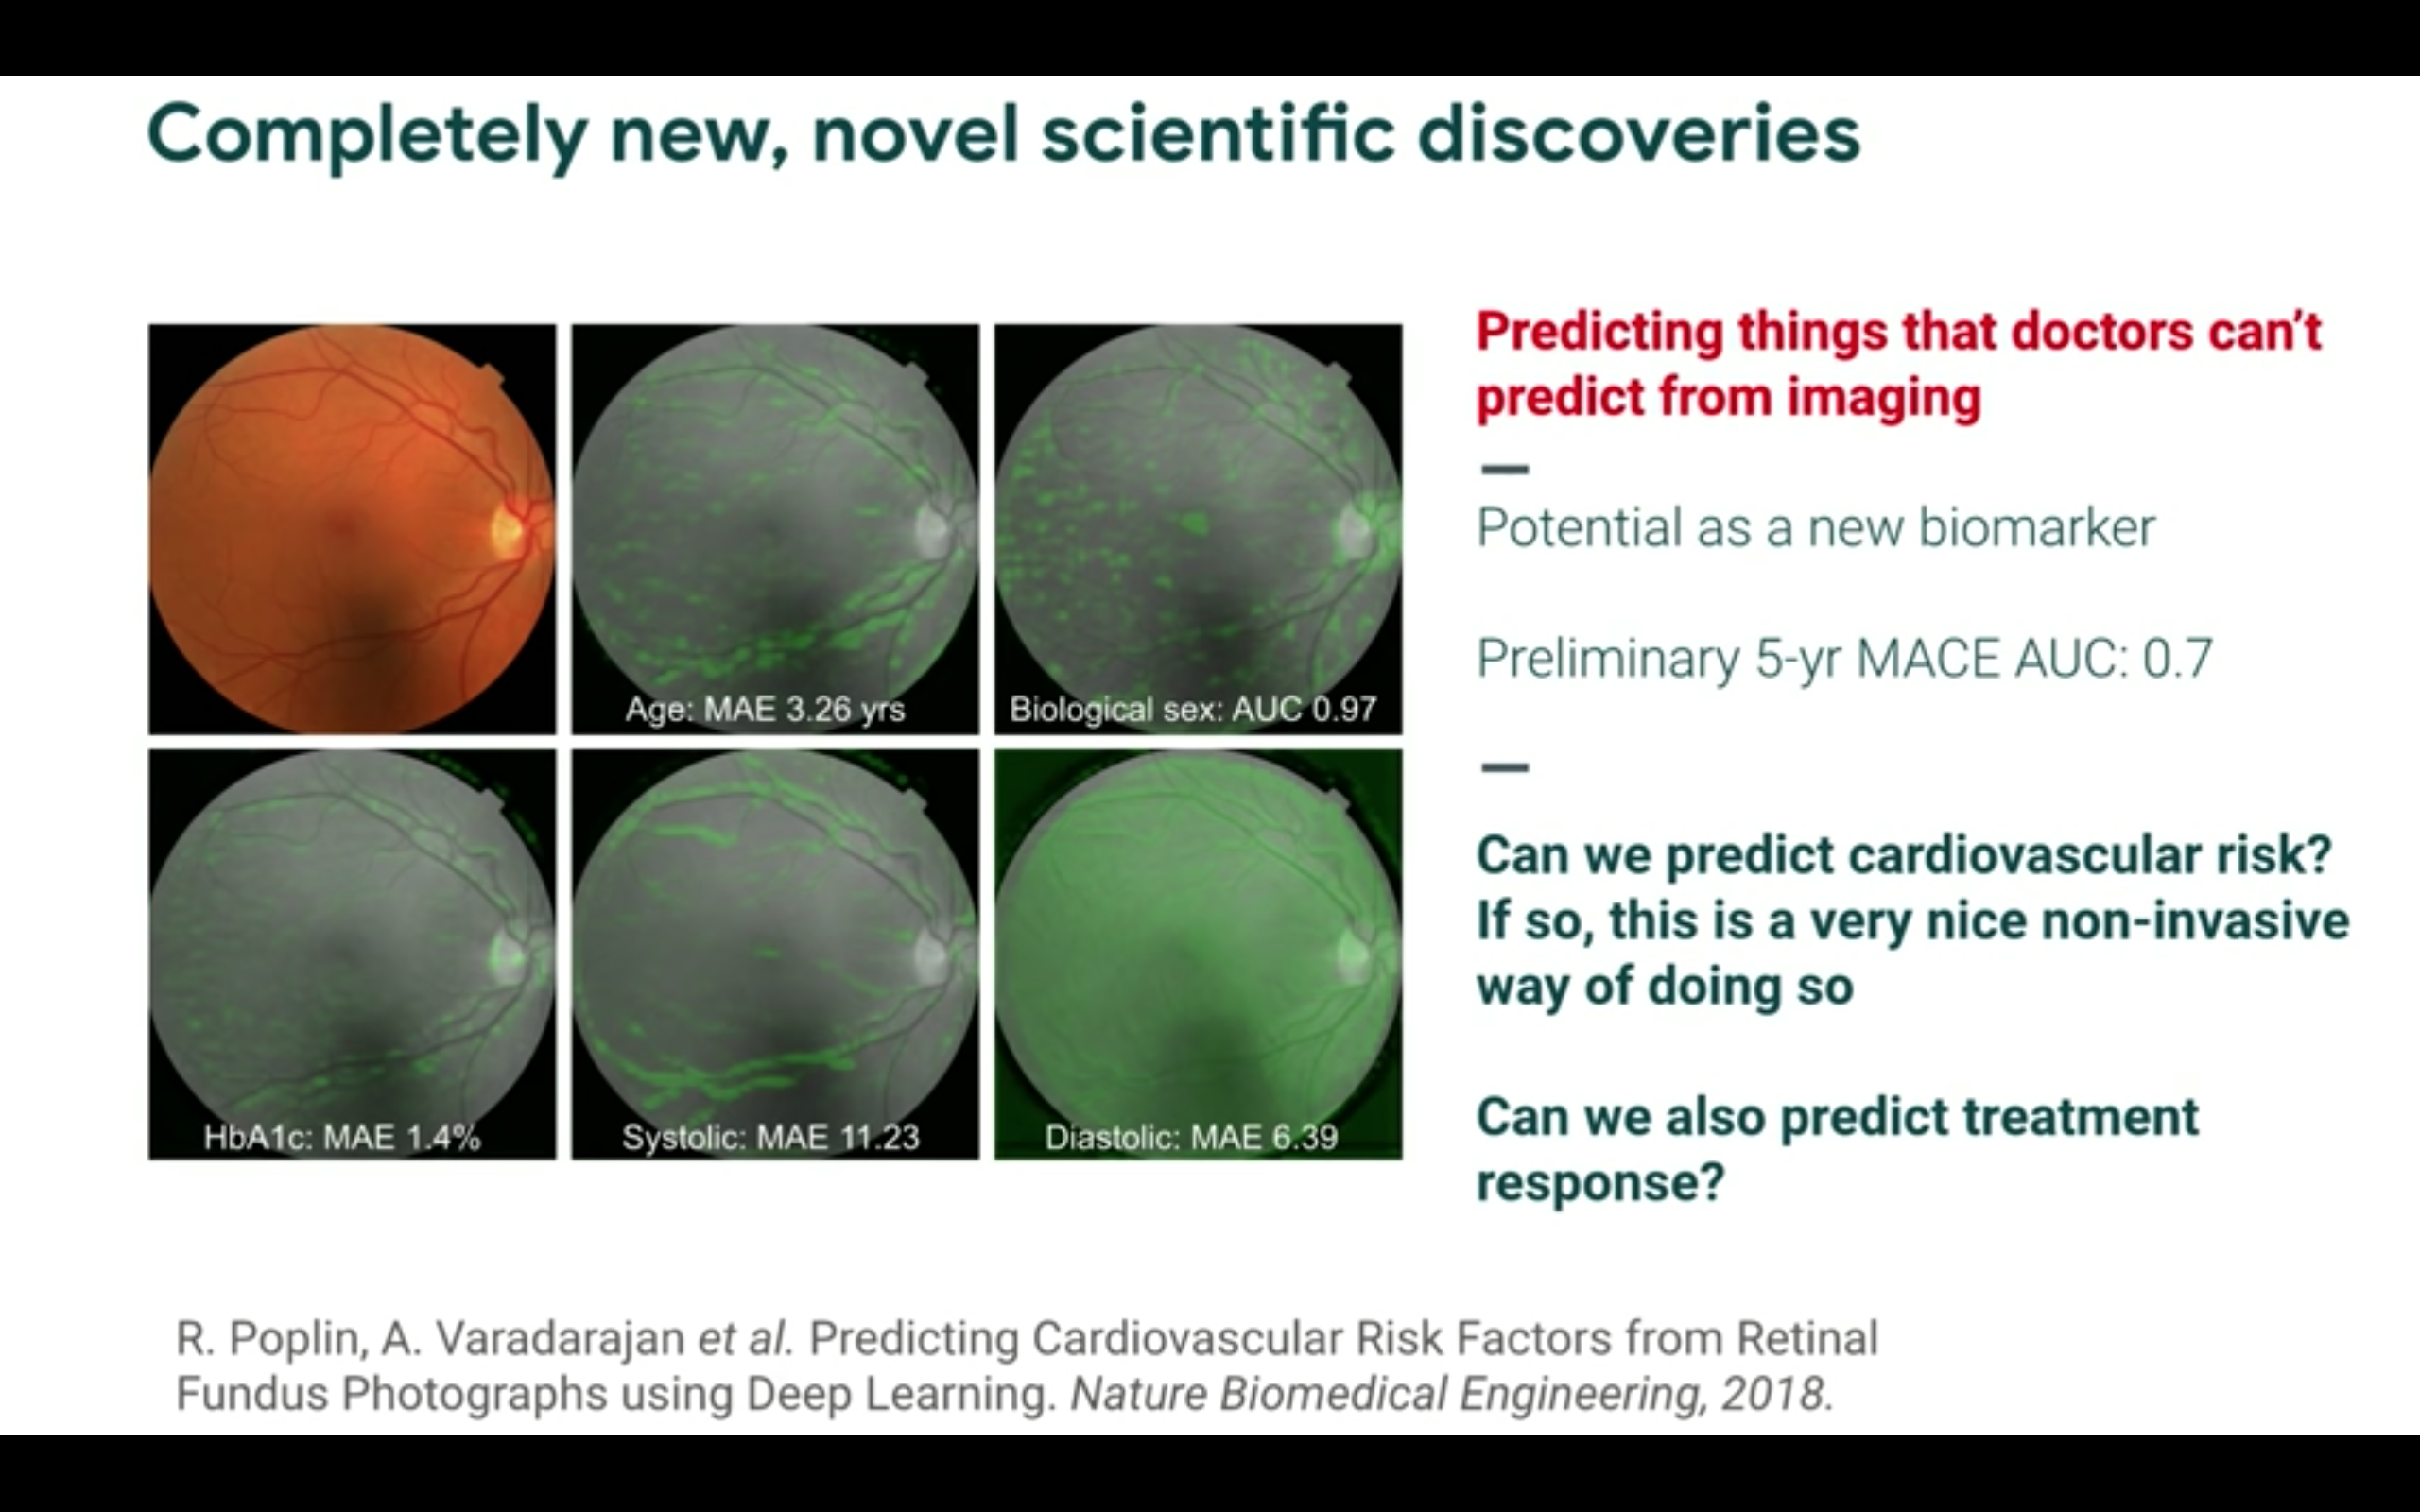 Completely new, novel scientific discoveries
Age: MAE 3.26 yrs
Biological sex: AUC 0.97
HbA1c: MAE 1.4%
Systolic: MAE 11.23
Diastolic: MAE 6.39
Predicting things that doctors can’t
predict from imaging
—
Potential as a new biomarker
Preliminary 5-yr MACE AUC: 0.7
—
Can we predict cardiovascular risk?
If so, this is a very nice non-invasive
way of doing so
Can we also predict treatment
response?
R. Poplin, A. Varadarajan et al. Predicting Cardiovascular Risk Factors from Retinal
Fundus Photographs using Deep Learning. Nature Biomedical Engineering, 2018.